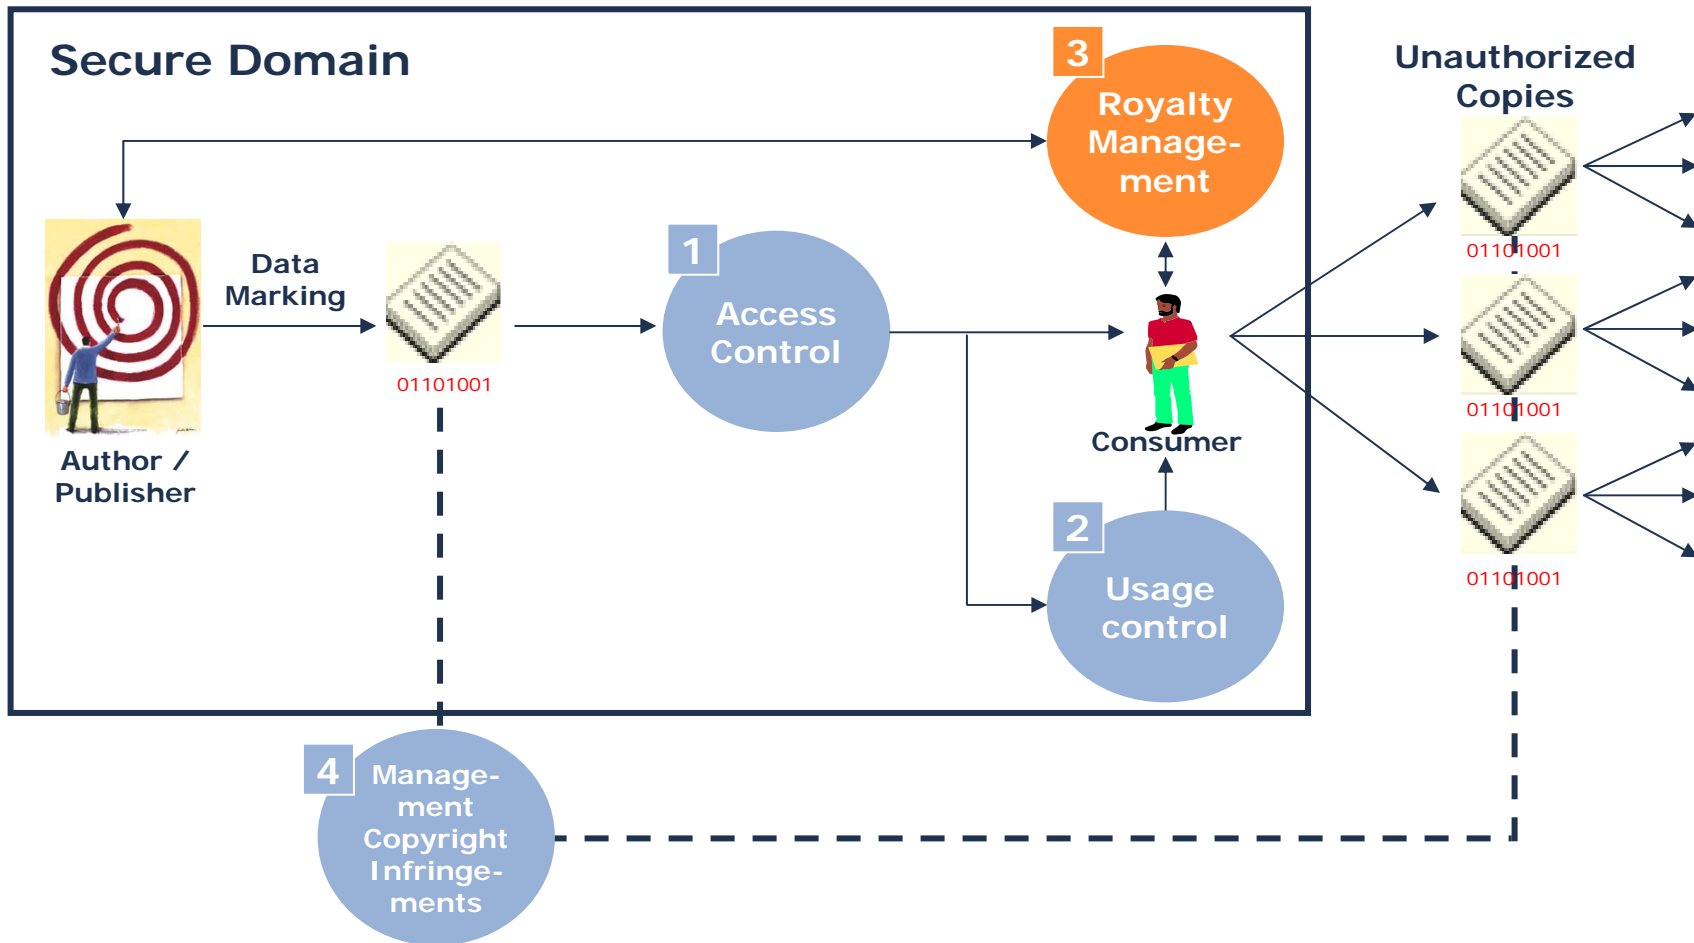 Secure Domain
3
Royalty
Manage-
ment
Unauthorized
Copies
Data
Marking
01101001
Author /
Publisher
1
Access
Control
Consumer
2
Usage
control
01101001
01101001
01101001
4
Manage-
ment
Copyright
Infringe-
ments